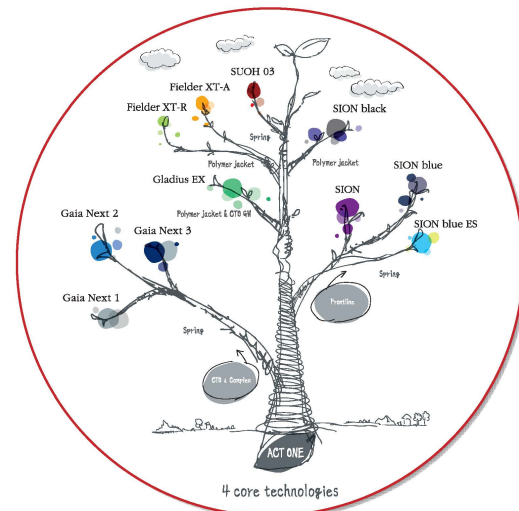 SUOH 03
Fielder XT-A
Fielder XT-R
SION black
Spring
Polymer jacket
Polymer jacket
SION blue
Gladius EX
SION
Polymer Jacket & CTO GW
Gaia Next 2
Gaia Next 3
SION blue ES
Spring
Gaia Next 1
Frontline
Spring
CTO & Complex
ACT ONE
4 core technologies